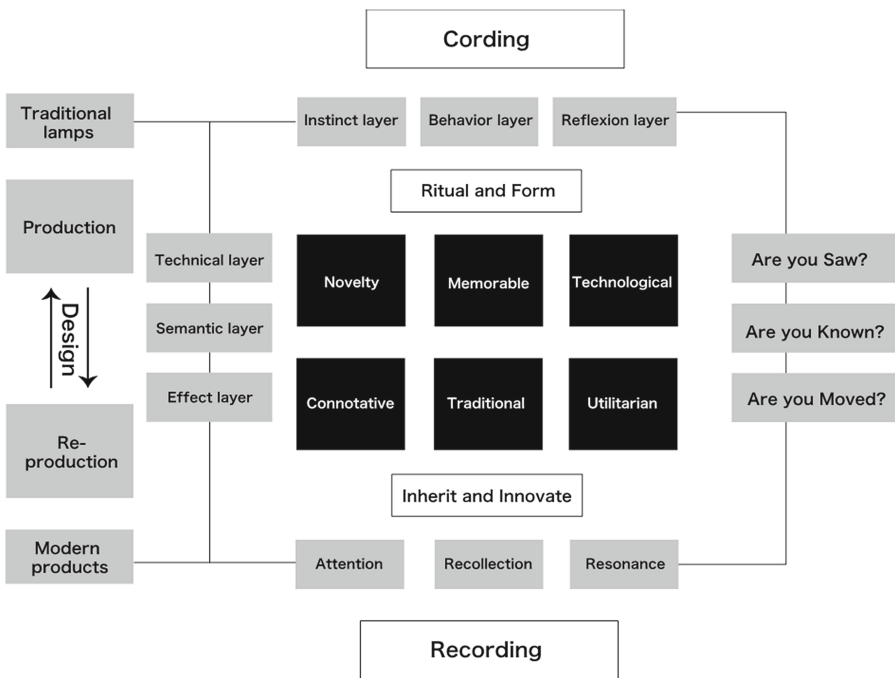 Cording
Traditional
lamps
Instinct layer
Behavior layer
Reflexion layer
Ritual and Form
Production
Technical layer
Novelty
Memorable
Technological
Are you Saw?
Design
Semantic layer
Are you Known?
Effect layer
Connotative
Traditional
Utilitarian
Are you Moved?
Re-
production
Inherit and Innovate
Modern
products
Attention
Recollection
Resonance
Recording